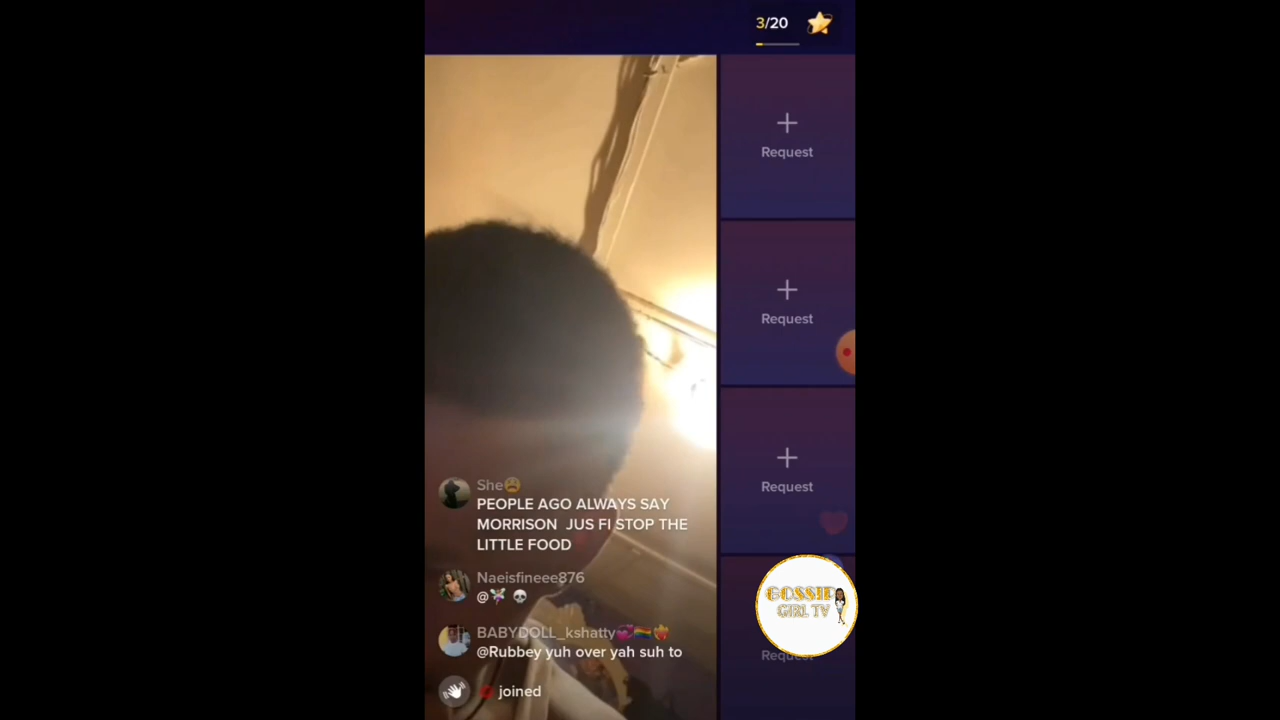 3/20
Request
Request
Request
She😩
PEOPLE AGO ALWAYS SAY
MORRISON JUS FI STOP THE
LITTLE FOOD
Naeisfineee876
@🧚🏽‍♀️ 💀
BABYDOLL_kshatty💞🏳️‍🌈❤️‍🔥
@Rubbey yuh over yah suh to
joined
GOSSIP
GIRL TV
Request